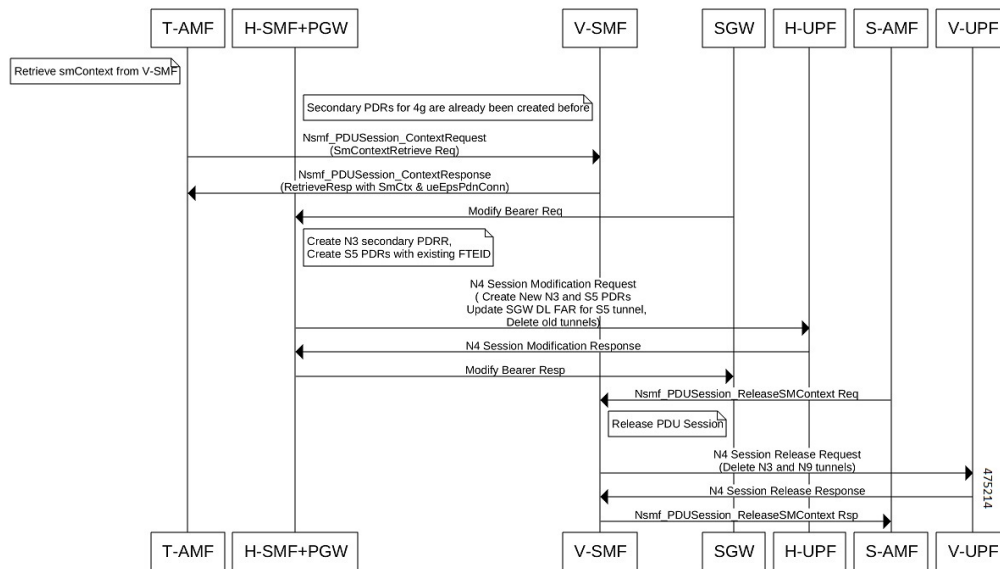 T-AMF
H-SMF+PGW
V-SMF
SGW
H-UPF
S-AMF
V-UPF
Retrieve smContext from V-SMF
Secondary PDRs for 4g are already been created before
Nsmf_PDUSession_ContextRequest
(SmContextRetrieve Req)
Nsmf_PDUSession_ContextResponse
(RetrieveResp with SmCtx & ueEpsPdnConn)
Modify Bearer Req
Create N3 secondary PDRR,
Create S5 PDRs with existing FTEID
N4 Session Modification Request
( Create New N3 and S5 PDRs
Update SGW DL FAR for S5 tunnel,
Delete old tunnels)
N4 Session Modification Response
Modify Bearer Resp
Nsmf_PDUSession_ReleaseSMContext Req
Release PDU Session
N4 Session Release Request
(Delete N3 and N9 tunnels)
N4 Session Release Response
Nsmf_PDUSession_ReleaseSMContext Rsp
475214
T-AMF
H-SMF+PGW
V-SMF
SGW
H-UPF
S-AMF
V-UPF